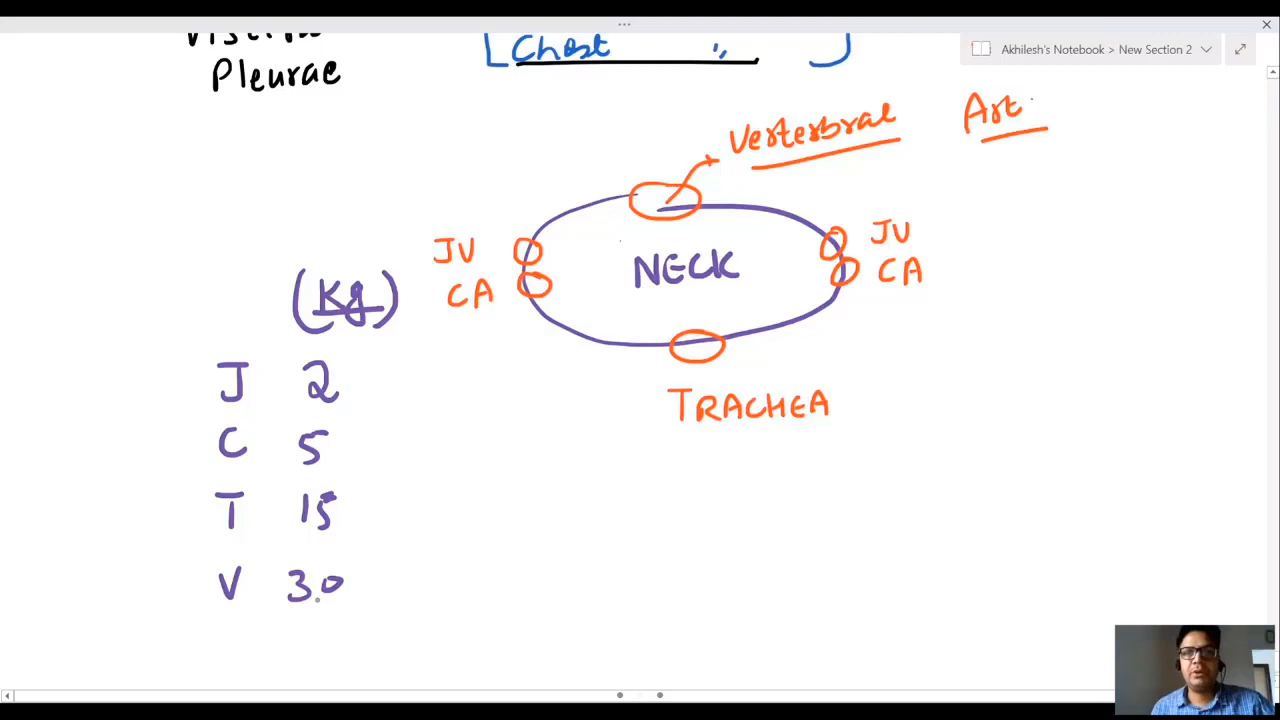 Akhilesh's Notebook > New Section 2
Chest ,,
Pleurae
Verterbral Art
JV
CA
NECK
JV
CA
TRACHEA
(Kg)
J 2
C 5
T 15
V 30